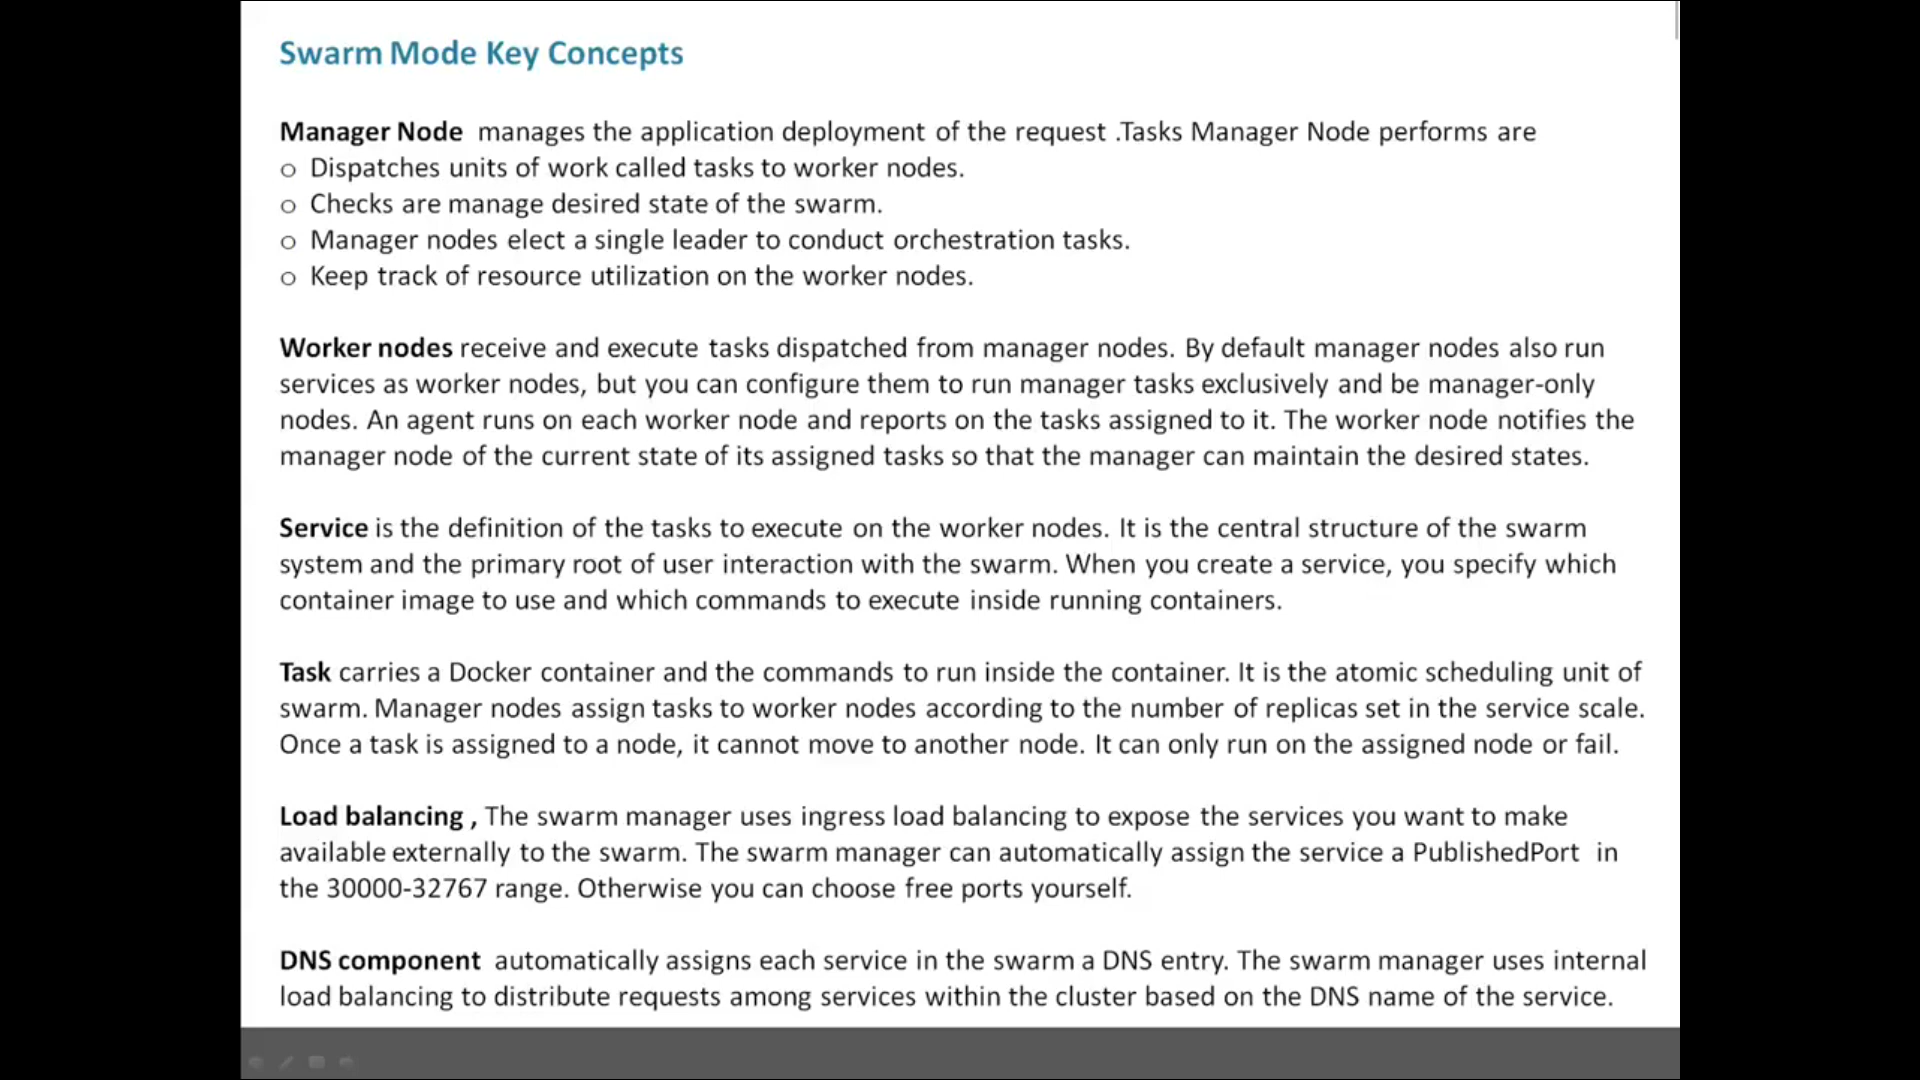 Swarm Mode Key Concepts
Manager Node manages the application deployment of the request .Tasks Manager Node performs are
o Dispatches units of work called tasks to worker nodes.
o Checks are manage desired state of the swarm.
o Manager nodes elect a single leader to conduct orchestration tasks.
o Keep track of resource utilization on the worker nodes.
Worker nodes receive and execute tasks dispatched from manager nodes. By default manager nodes also run
services as worker nodes, but you can configure them to run manager tasks exclusively and be manager-only
nodes. An agent runs on each worker node and reports on the tasks assigned to it. The worker node notifies the
manager node of the current state of its assigned tasks so that the manager can maintain the desired states.
Service is the definition of the tasks to execute on the worker nodes. It is the central structure of the swarm
system and the primary root of user interaction with the swarm. When you create a service, you specify which
container image to use and which commands to execute inside running containers.
Task carries a Docker container and the commands to run inside the container. It is the atomic scheduling unit of
swarm. Manager nodes assign tasks to worker nodes according to the number of replicas set in the service scale.
Once a task is assigned to a node, it cannot move to another node. It can only run on the assigned node or fail.
Load balancing , The swarm manager uses ingress load balancing to expose the services you want to make
available externally to the swarm. The swarm manager can automatically assign the service a PublishedPort in
the 30000-32767 range. Otherwise you can choose free ports yourself.
DNS component automatically assigns each service in the swarm a DNS entry. The swarm manager uses internal
load balancing to distribute requests among services within the cluster based on the DNS name of the service.